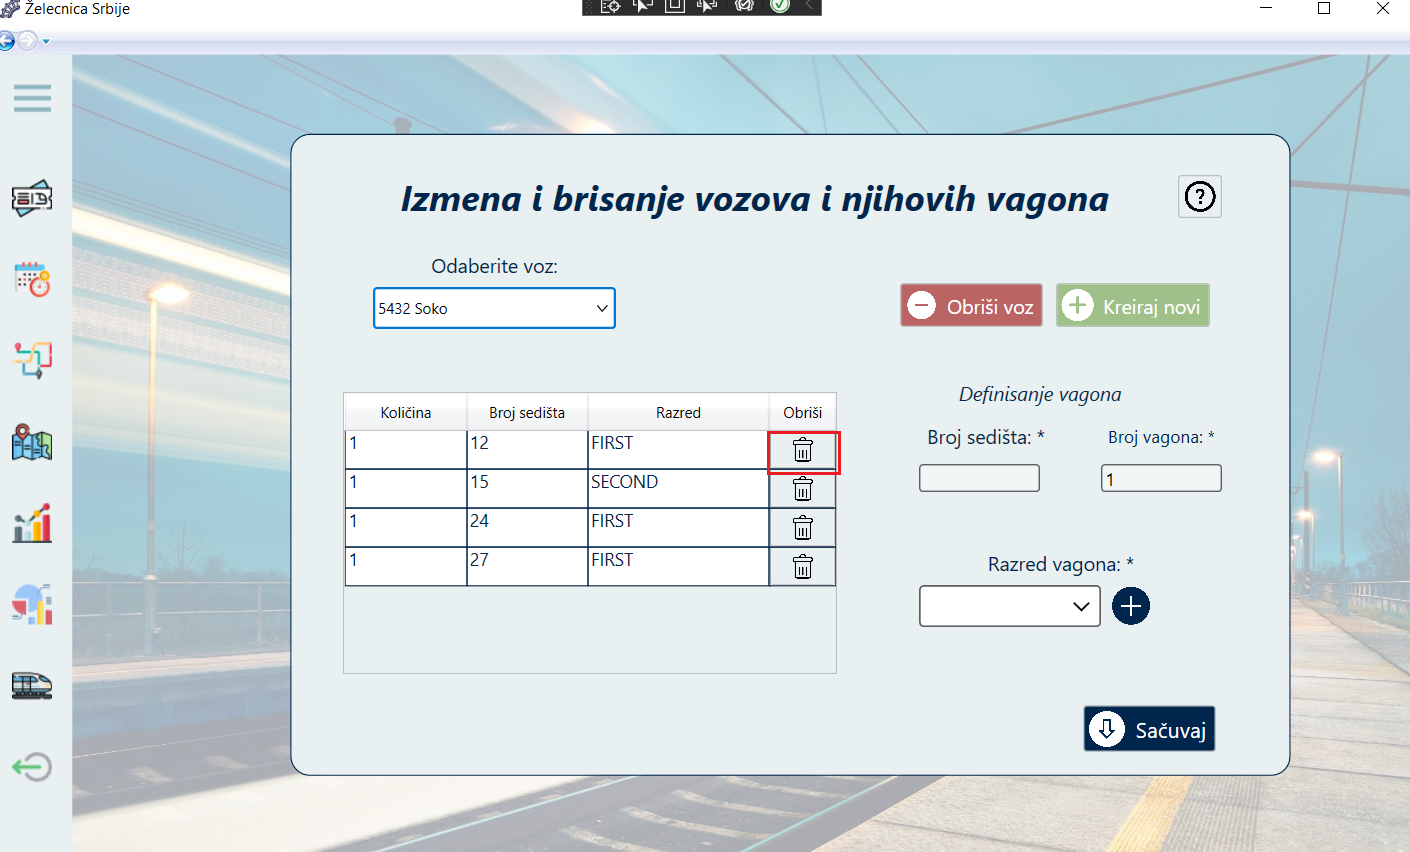 Želecnica Srbije
Izmena i brisanje vozova i njihovih vagona
Odaberite voz:
5432 Soko
Obriši voz
Kreiraj novi
Količina Broj sedišta Razred Obriši
1 12 FIRST
1 15 SECOND
1 24 FIRST
1 27 FIRST
Definisanje vagona
Broj sedišta: * Broj vagona: *
1
Razred vagona: *
Sačuvaj